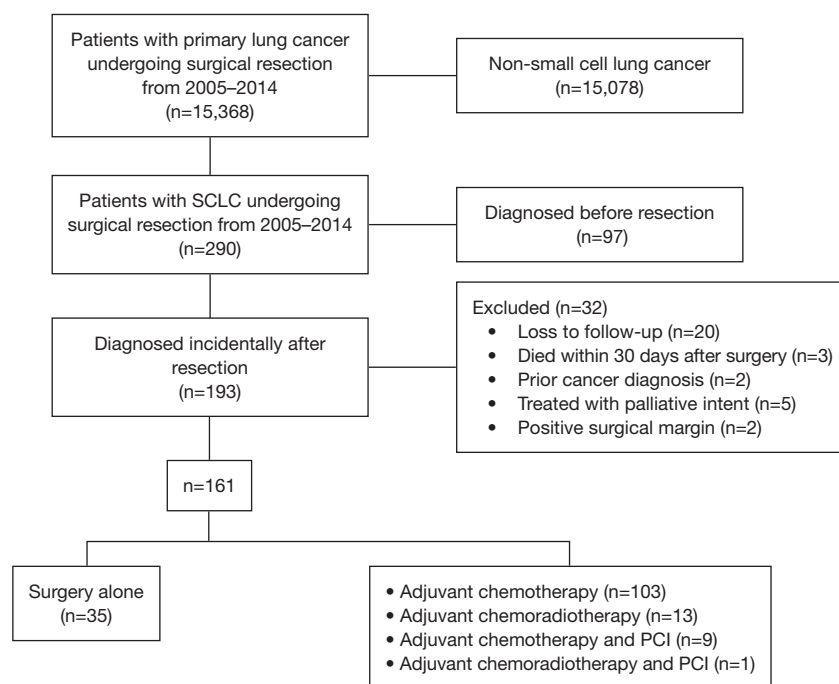 Patients with primary lung cancer
undergoing surgical resection
from 2005–2014
(n=15,368)
Non-small cell lung cancer
(n=15,078)
Patients with SCLC undergoing
surgical resection from 2005–2014
(n=290)
Diagnosed before resection
(n=97)
Diagnosed incidentally after
resection
(n=193)
Excluded (n=32)
• Loss to follow-up (n=20)
• Died within 30 days after surgery (n=3)
• Prior cancer diagnosis (n=2)
• Treated with palliative intent (n=5)
• Positive surgical margin (n=2)
n=161
Surgery alone
(n=35)
• Adjuvant chemotherapy (n=103)
• Adjuvant chemoradiotherapy (n=13)
• Adjuvant chemotherapy and PCI (n=9)
• Adjuvant chemoradiotherapy and PCI (n=1)